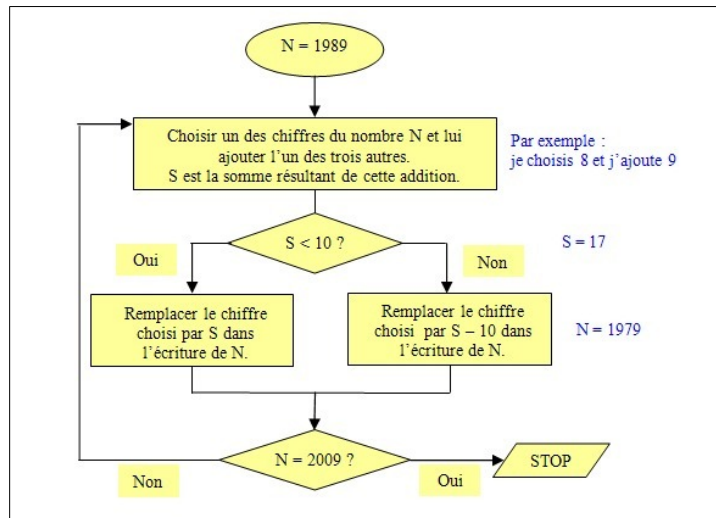 N = 1989
Choisir un des chiffres du nombre N et lui
ajouter l'un des trois autres.
S est la somme résultant de cette addition.
Par exemple :
je choisis 8 et j'ajoute 9
S < 10 ?
S = 17
Oui
Non
Remplacer le chiffre
choisi par S dans
l'écriture de N.
Remplacer le chiffre
choisi par S – 10 dans
l'écriture de N.
N = 1979
N = 2009 ?
STOP
Non
Oui